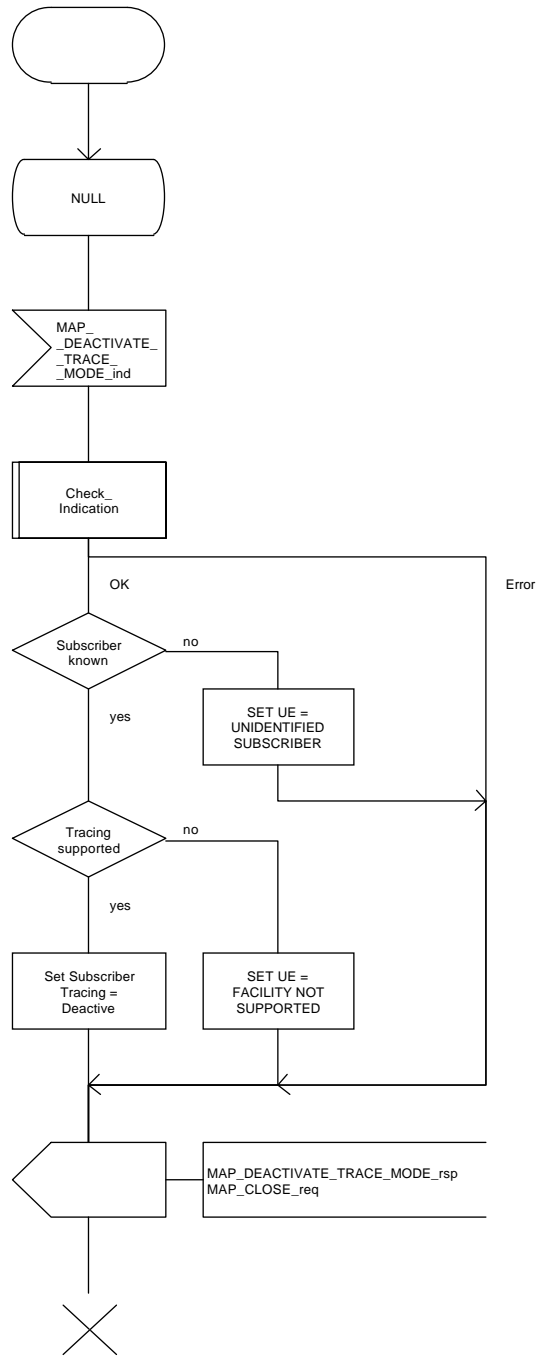 NULL
MAP_
_DEACTIVATE_
_TRACE_
_MODE_ind
Check_
Indication
OK
Error
Subscriber
known
no
yes
SET UE =
UNIDENTIFIED
SUBSCRIBER
Tracing
supported
no
yes
Set Subscriber
Tracing =
Deactive
SET UE =
FACILITY NOT
SUPPORTED
MAP_DEACTIVATE_TRACE_MODE_rsp
MAP_CLOSE_req